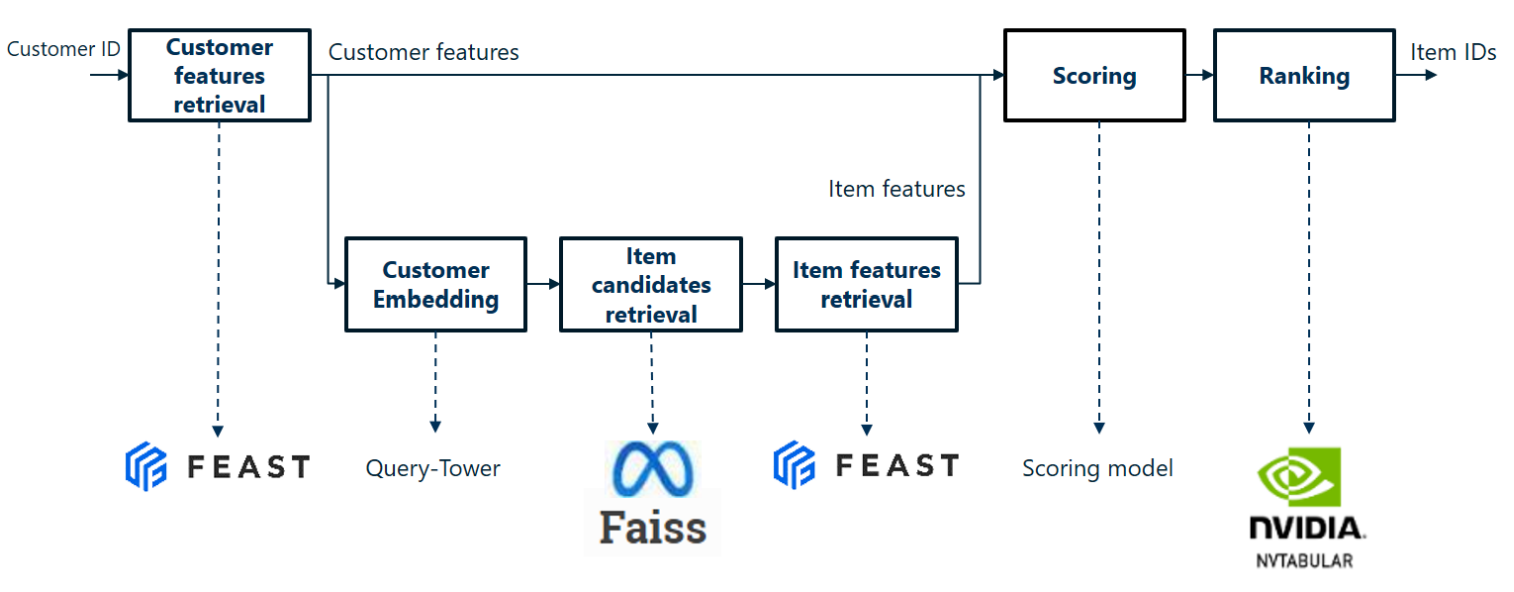 Customer ID
Customer
features
retrieval
Customer features
Scoring
Ranking
Item IDs
Item features
Customer
Embedding
Item
candidates
retrieval
Item features
retrieval
FEAST
Query-Tower
Faiss
FEAST
Scoring model
NVIDIA.
NVTABULAR